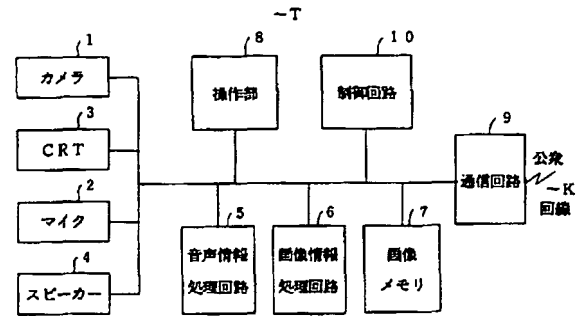 ~T
1
カメラ
3
CRT
2
マイク
4
スピーカー
8
操作部
10
制御回路
9
通信回路
公衆
~K
回線
5
音声情報
処理回路
6
画像情報
処理回路
7
画像
メモリ